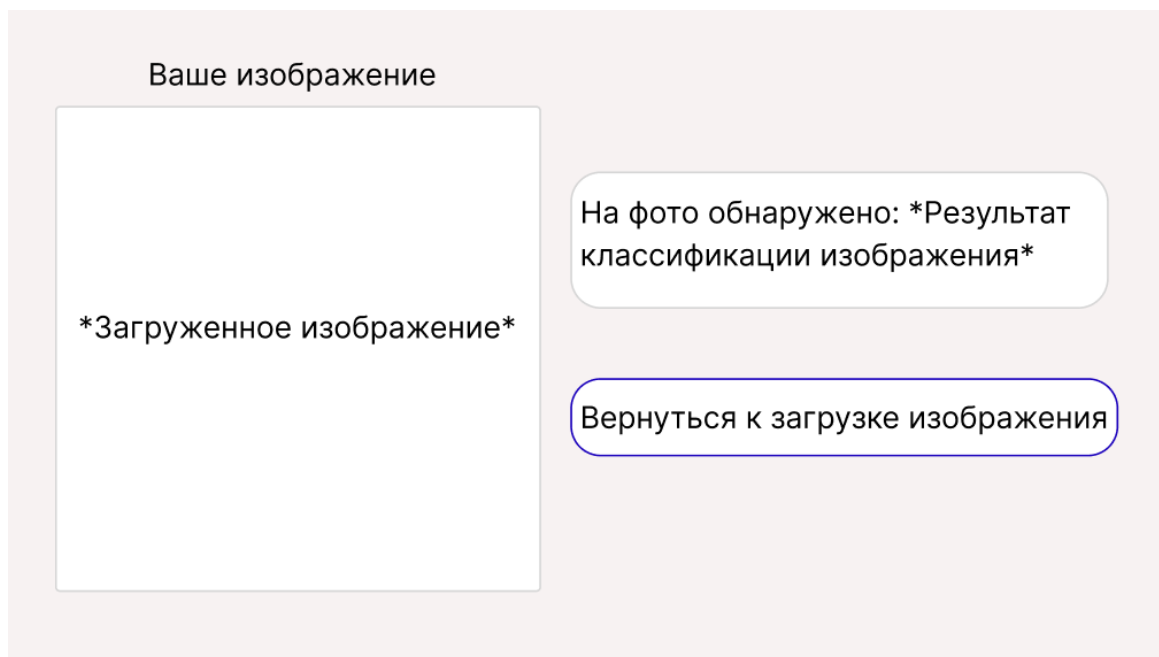 Ваше изображение
*Загруженное изображение*
На фото обнаружено: *Результат
классификации изображения*
Вернуться к загрузке изображения